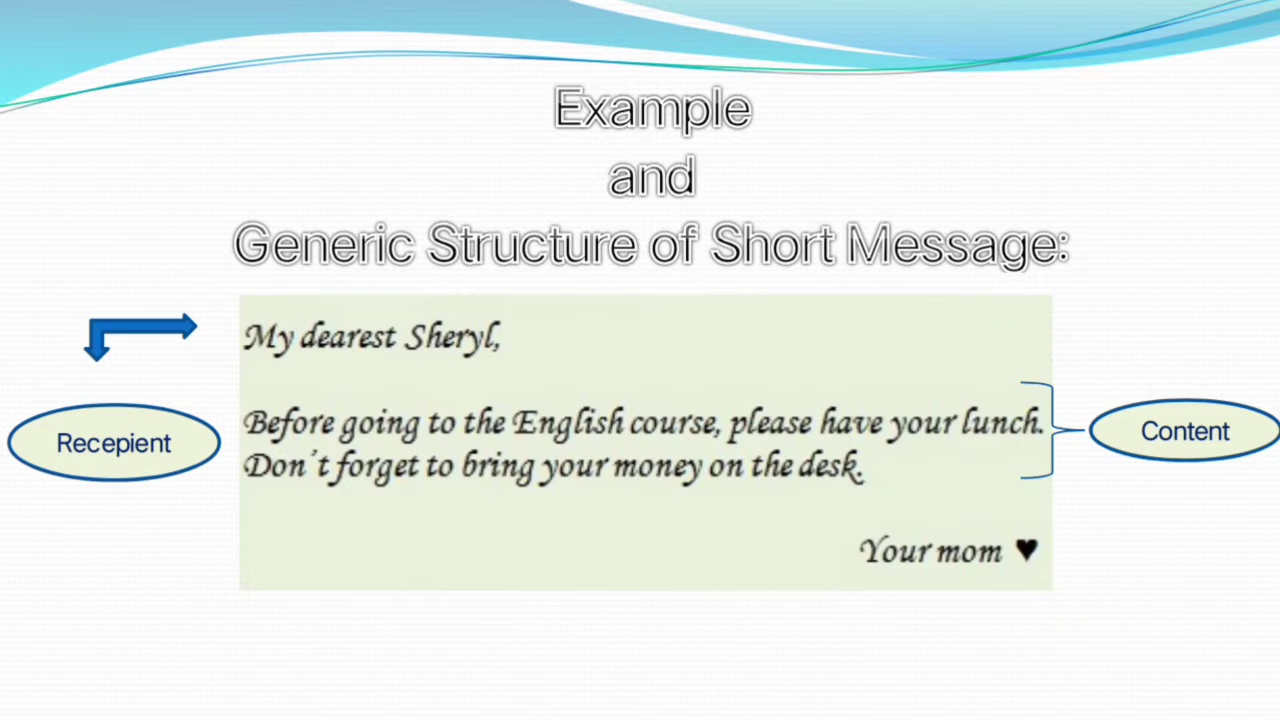 Example
and
Generic Structure of Short Message:
My dearest Sheryl,
Before going to the English course, please have your lunch.
Don´t forget to bring your money on the desk.
Your mom ♥
Recepient
Content